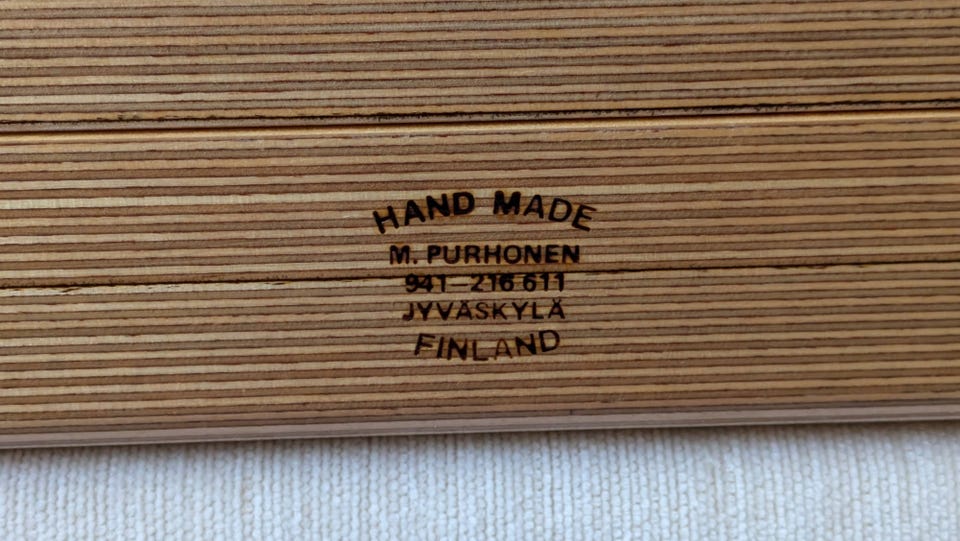 HAND MADE
M. PURHONEN
941-216 611
JYVÄSKYLÄ
FINLAND